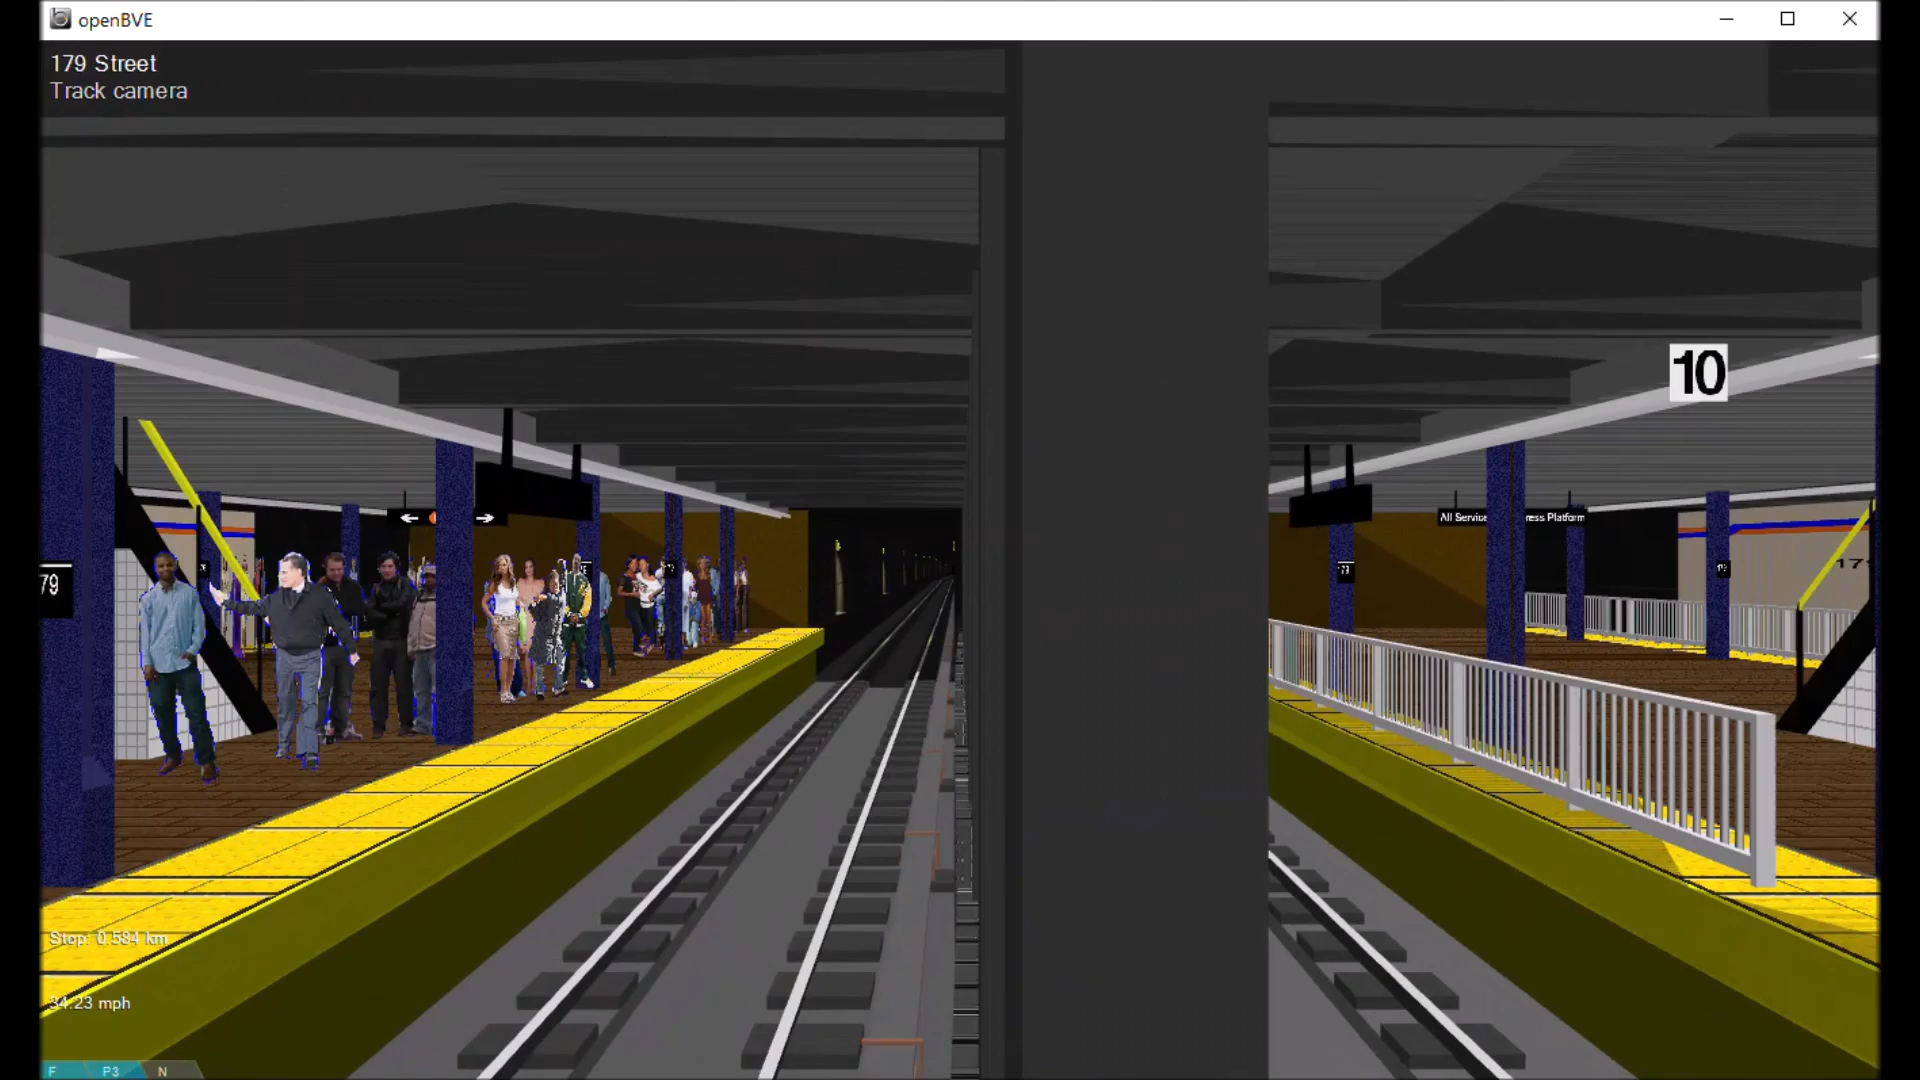 openBVE
179 Street
Track camera
10
← →
All Service
ress Platform
79
179
Stop: 0.584 km
34.23 mph
F P3 N